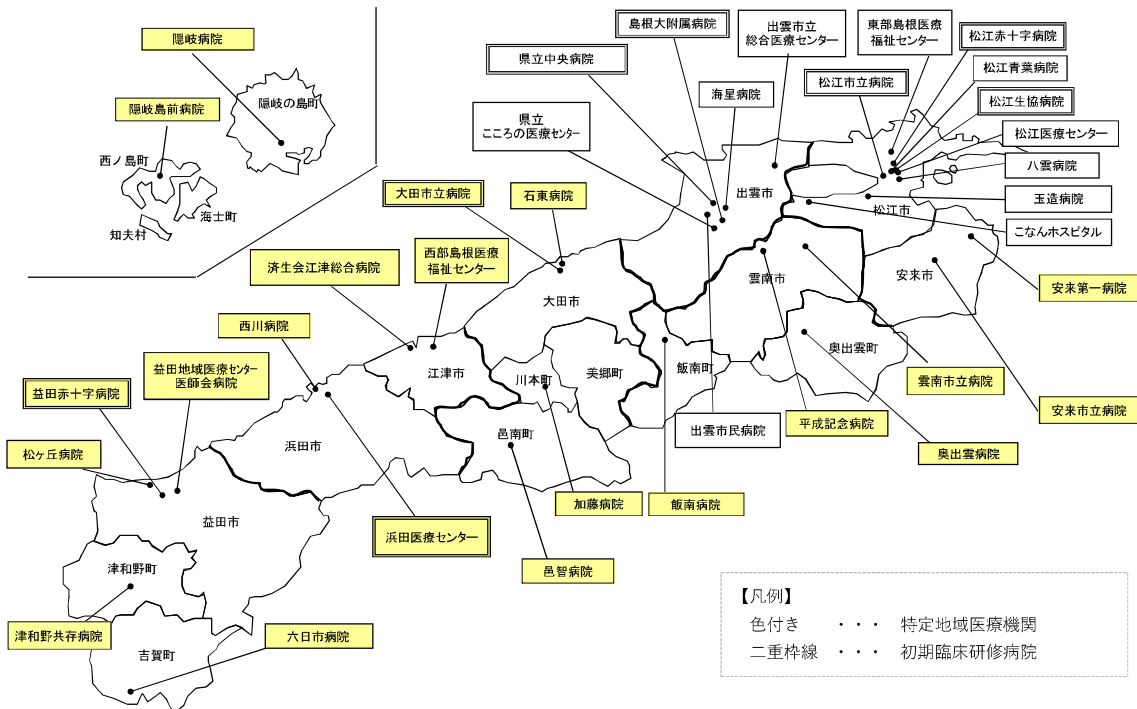 隠岐病院
隠岐島前病院
隠岐の島町
西ノ島町
海士町
知夫村
島根大附属病院
出雲市立
総合医療センター
東部島根医療
福祉センター
松江赤十字病院
県立中央病院
松江青葉病院
海星病院
松江市立病院
松江生協病院
県立
こころの医療センター
松江医療センター
八雲病院
玉造病院
こなんホスピタル
出雲市
松江市
大田市立病院
石東病院
済生会江津総合病院
西部島根医療
福祉センター
雲南市
安来市
安来第一病院
大田市
西川病院
益田地域医療センター
医師会病院
益田赤十字病院
江津市
川本町
美郷町
飯南町
奥出雲町
雲南市立病院
安来市立病院
平成記念病院
出雲市民病院
奥出雲病院
松ヶ丘病院
浜田市
邑南町
加藤病院
飯南病院
益田市
浜田医療センター
邑智病院
津和野町
津和野共存病院
六日市病院
吉賀町
【凡例】
色付き ・・・ 特定地域医療機関
二重枠線 ・・・ 初期臨床研修病院